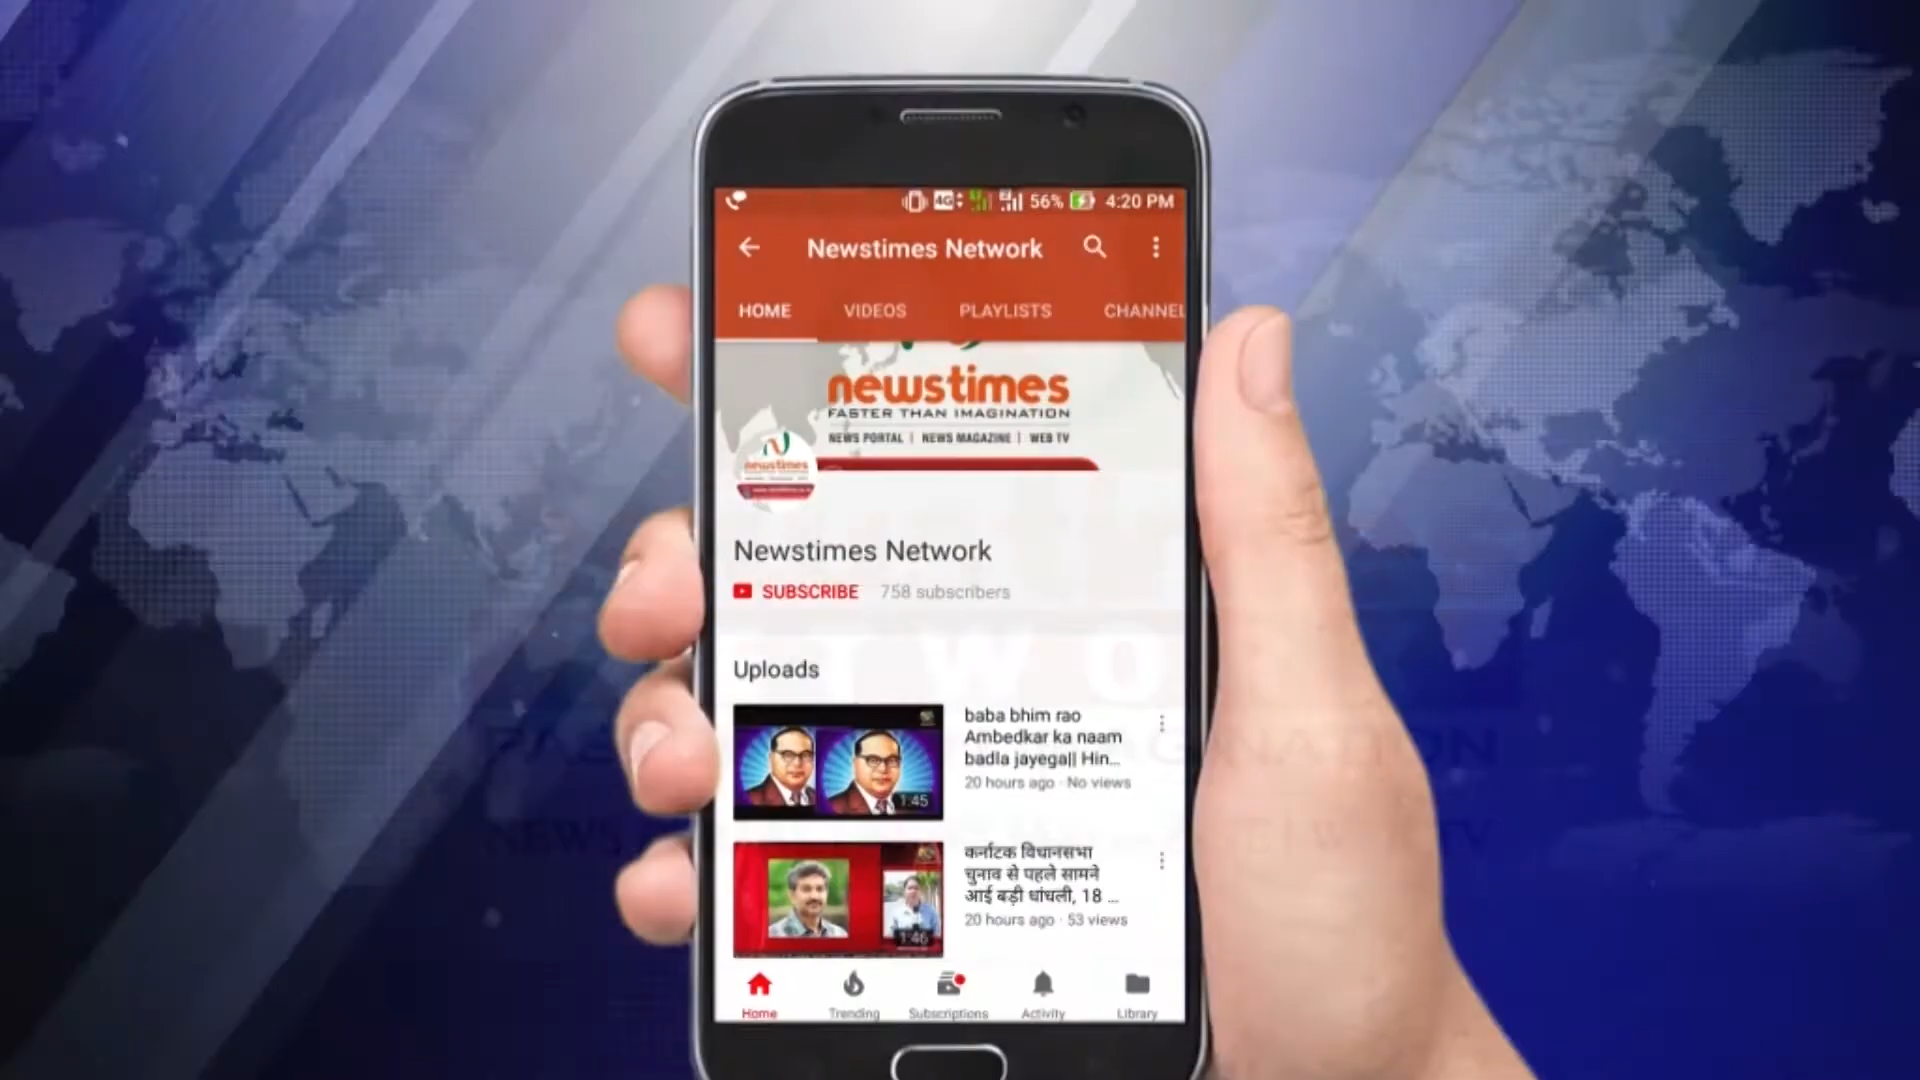 56% 4:20 PM
Newstimes Network
HOME VIDEOS PLAYLISTS CHANNEL
newstimes
FASTER THAN IMAGINATION
NEWS PORTAL | NEWS MAGAZINE | WEB TV
newstimes
Newstimes Network
SUBSCRIBE 758 subscribers
Uploads
baba bhim rao
Ambedkar ka naam
badla jayega|| Hin...
20 hours ago · No views
1:45
कर्नाटक विधानसभा
चुनाव से पहले सामने
आई बड़ी धांधली, 18 ...
20 hours ago · 53 views
1:46
Home Trending Subscriptions Activity Library